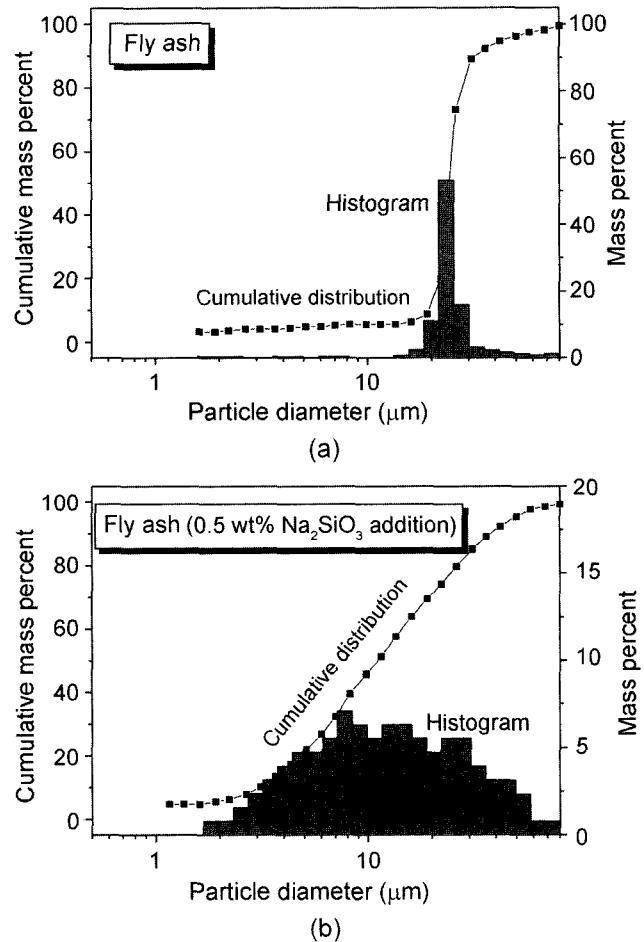 Fly ash
Cumulative mass percent
100
80
60
40
20
0
Histogram
Cumulative distribution
100
80
60
40
20
0
Mass percent
1
10
Particle diameter (μm)
(a)
Fly ash (0.5 wt% Na₂SiO₃ addition)
Cumulative mass percent
100
80
60
40
20
0
Cumulative distribution
Histogram
20
15
10
5
0
Mass percent
1
10
Particle diameter (μm)
(b)